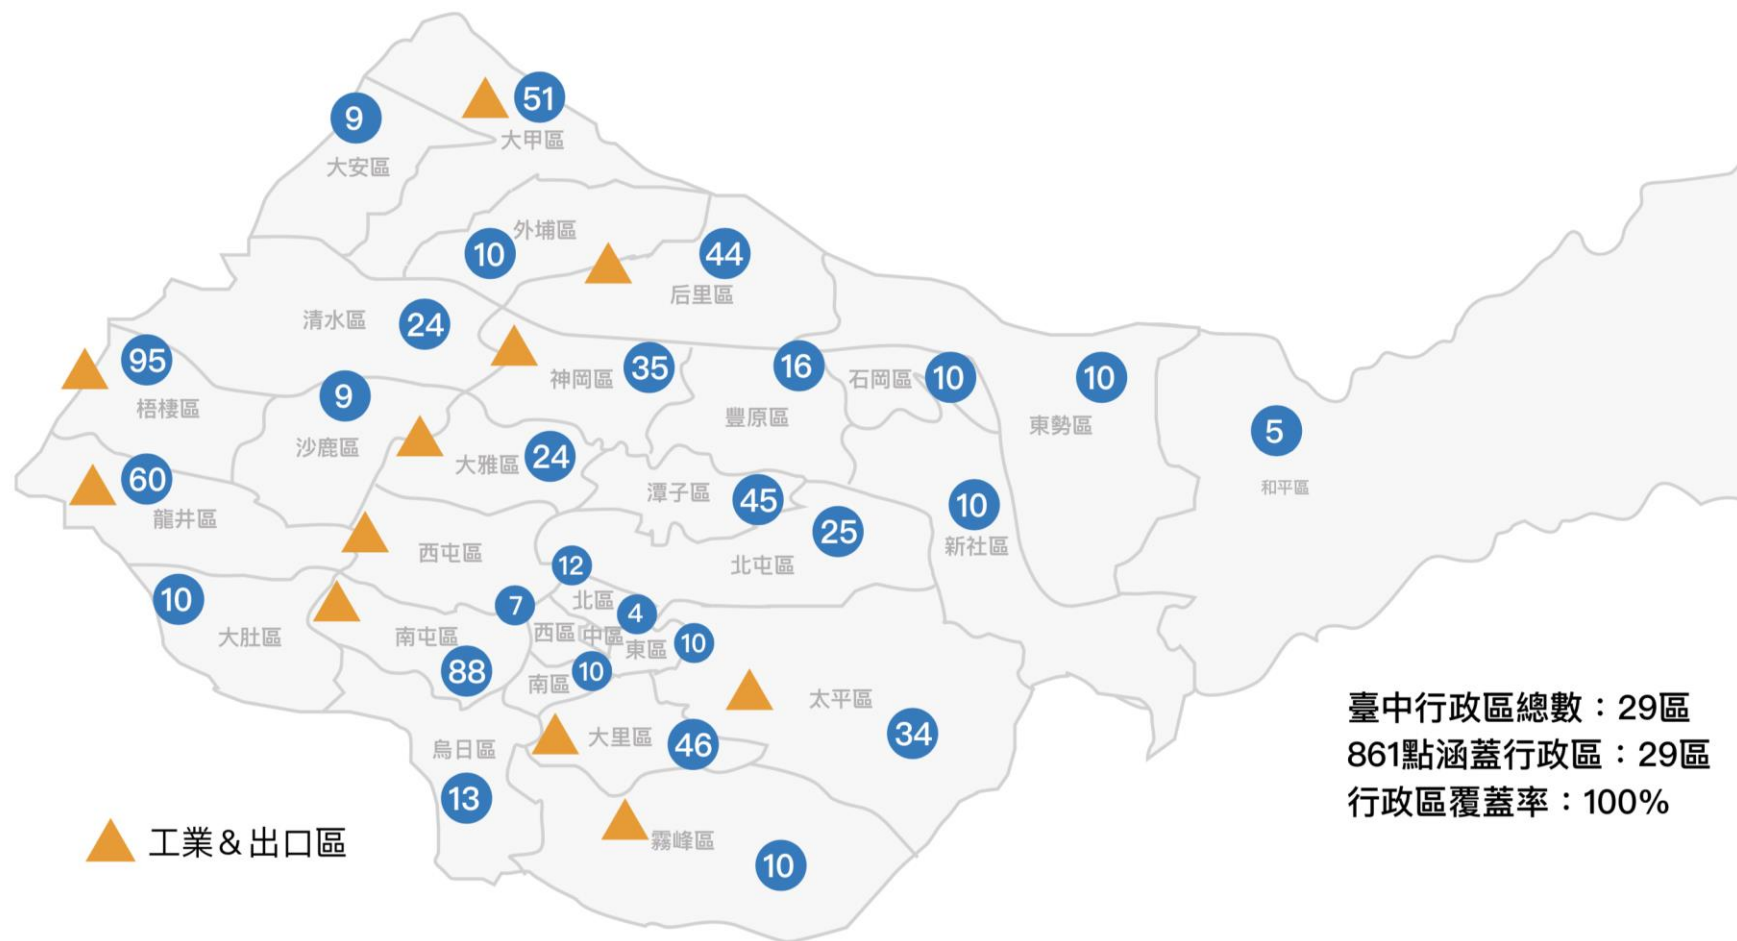 51
9
大甲區
大安區
外埔區
10
44
后里區
清水區
24
95
梧棲區
神岡區
35
16
豐原區
石岡區
10
10
東勢區
5
和平區
9
沙鹿區
大雅區
24
60
龍井區
潭子區
45
25
北屯區
10
新社區
西屯區
12
北區
7
10
大肚區
南屯區
88
西區
中區
4
東區
10
南區
10
太平區
34
大里區
46
烏日區
13
霧峰區
10
臺中行政區總數：29區
861點涵蓋行政區：29區
行政區覆蓋率：100%
工業＆出口區